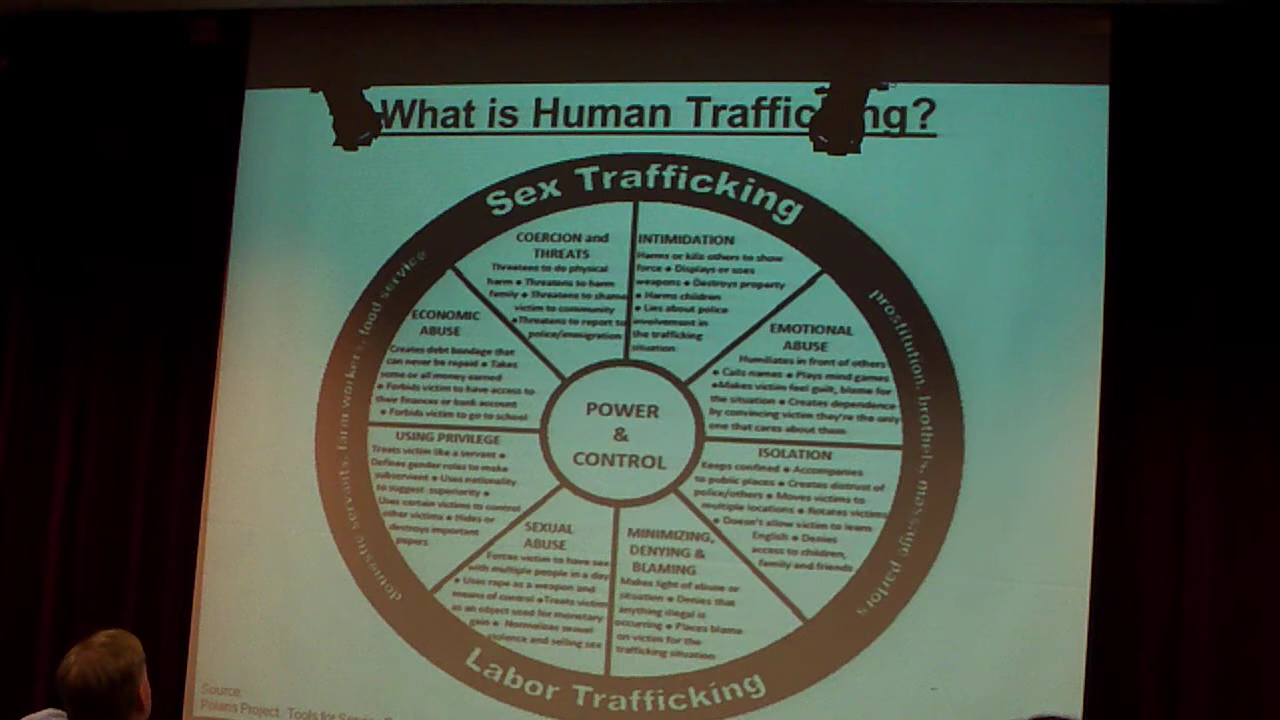 What is Human Trafficking?
Sex Trafficking
COERCION and
THREATS
Threatens to do physical
harm • Threatens to harm
family • Threatens to shame
victim to community
•Threatens to report to
police/immigration
INTIMIDATION
Harms or kills others to show
force • Displays or uses
weapons • Destroys property
• Harms children
• Lies about police
involvement in
the trafficking
situation
ECONOMIC
ABUSE
Creates debt bondage that
can never be repaid • Takes
some or all money earned
• Forbids victim to have access to
their finances or bank account
• Forbids victim to go to school
EMOTIONAL
ABUSE
Humiliates in front of others
• Calls names • Plays mind games
•Makes victim feel guilt, blame for
the situation • Creates dependence
by convincing victim they're the only
one that cares about them
POWER
&
CONTROL
USING PRIVILEGE
Treats victim like a servant •
Defines gender roles to make
subservient • Uses nationality
to suggest superiority •
Uses certain victims to control
other victims • Hides or
destroys important
papers
ISOLATION
Keeps confined • Accompanies
to public places • Creates distrust of
police/others • Moves victims to
multiple locations • Rotates victims
• Doesn't allow victim to learn
English • Denies
access to children,
family and friends
SEXUAL
ABUSE
Forces victim to have sex
with multiple people in a day
• Uses rape as a weapon and
means of control •Treats victim
as an object used for monetary
gain • Normalizes sexual
violence and selling sex
MINIMIZING,
DENYING &
BLAMING
Makes light of abuse or
situation • Denies that
anything illegal is
occurring • Places blame
on victim for the
trafficking situation
domestic servants, farm workers, food service
prostitution, brothels, massage parlors
Labor Trafficking
Source:
Polaris Project, Tools for